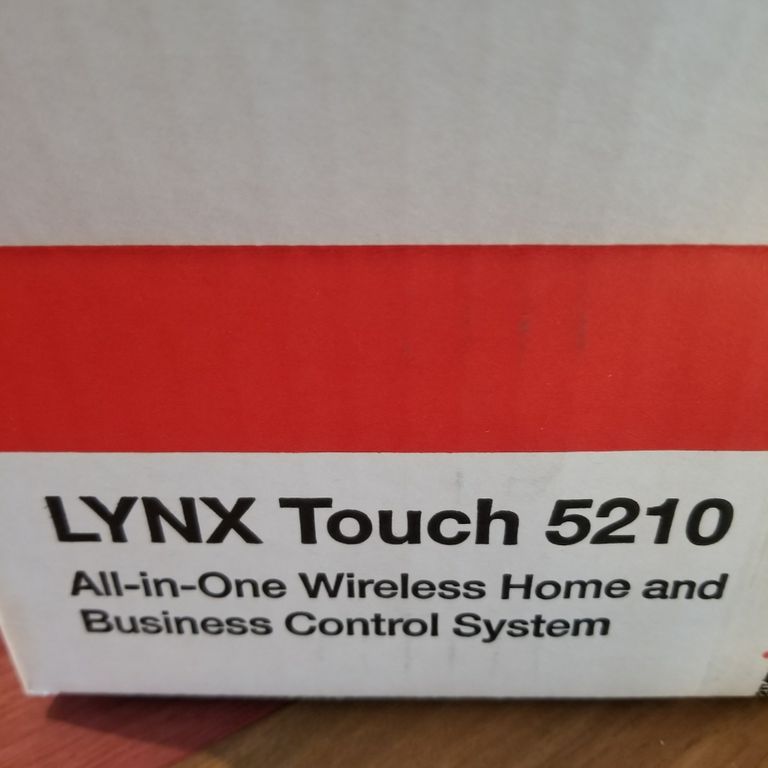 LYNX Touch 5210
All-in-One Wireless Home and
Business Control System